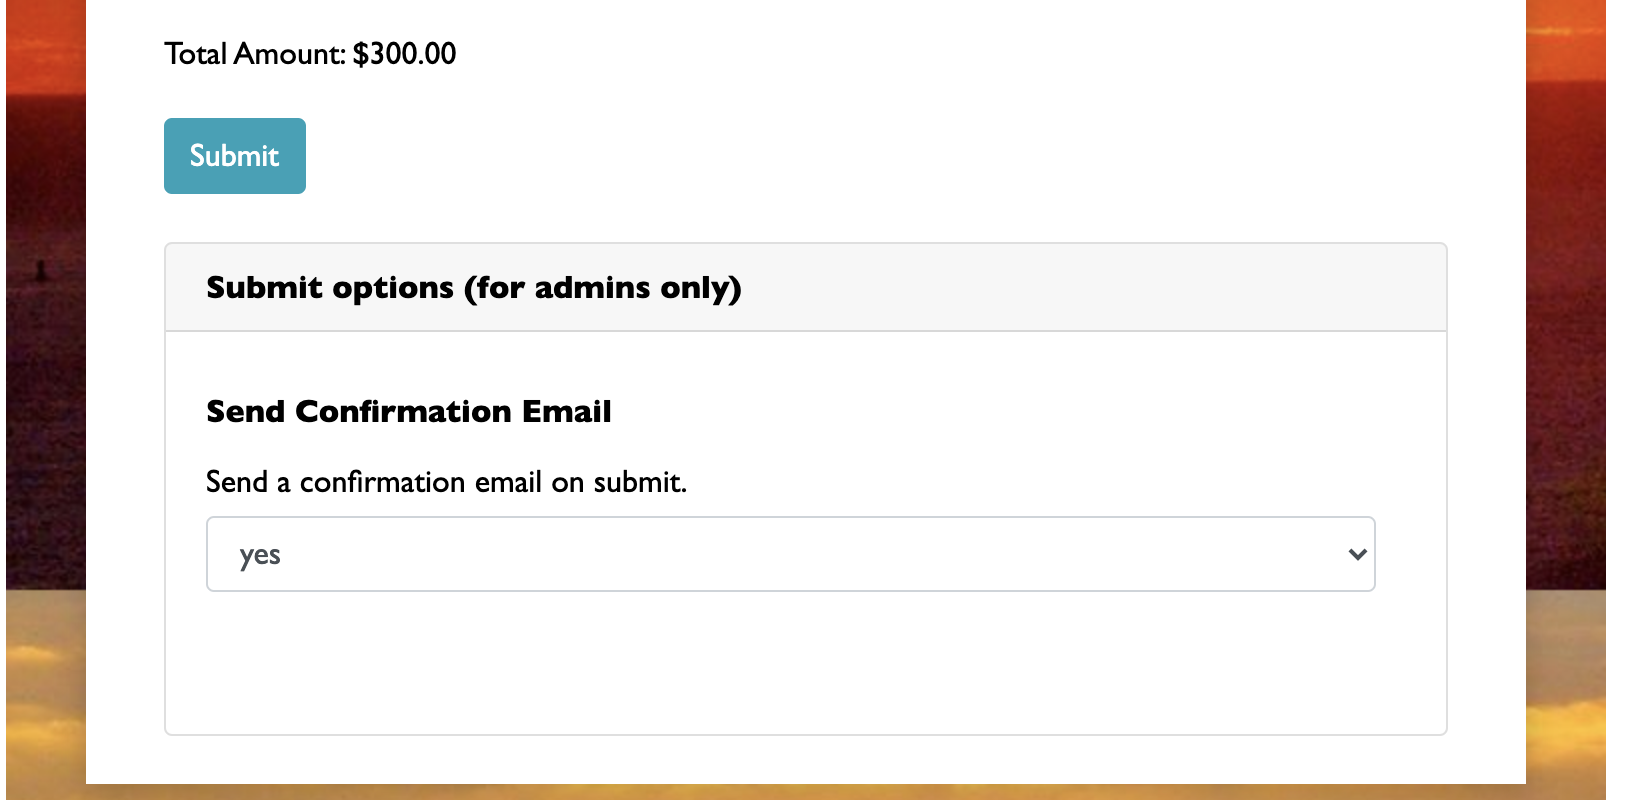 Total Amount: $300.00
Submit
Submit options (for admins only)
Send Confirmation Email
Send a confirmation email on submit.
yes